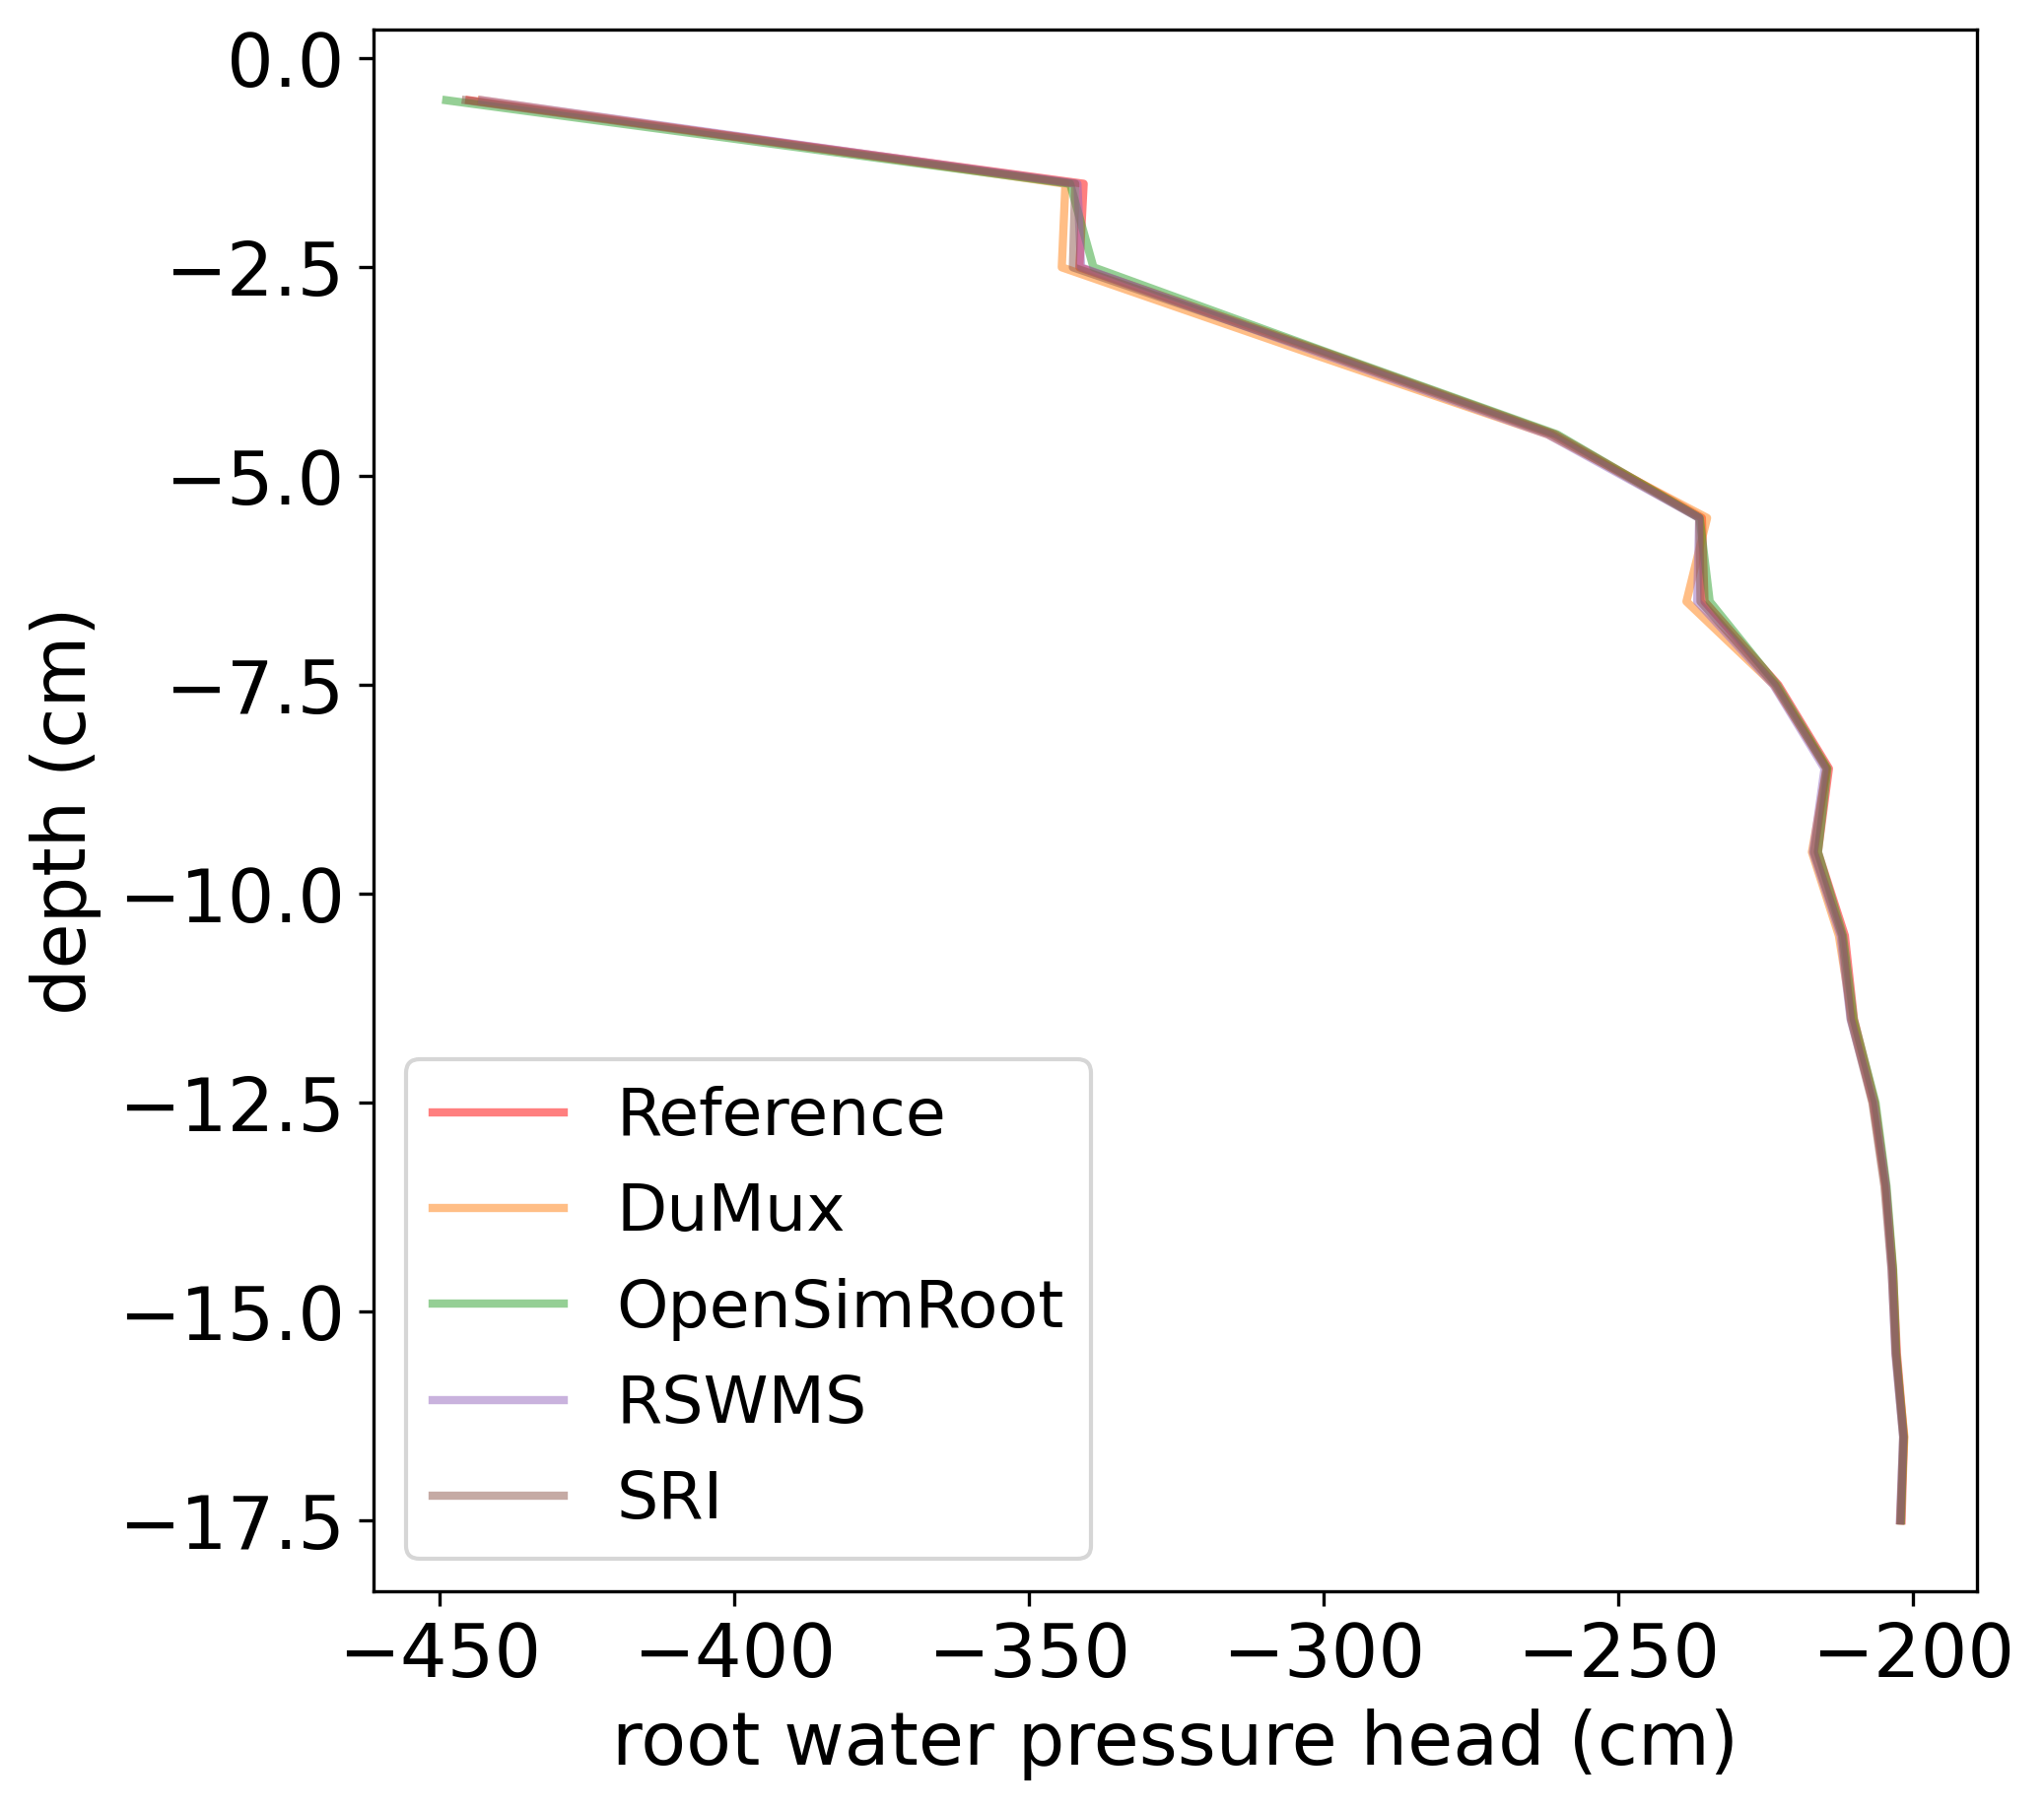 0.0
−2.5
−5.0
−7.5
−10.0
−12.5
−15.0
−17.5
depth (cm)
Reference
DuMux
OpenSimRoot
RSWMS
SRI
−450 −400 −350 −300 −250 −200
root water pressure head (cm)